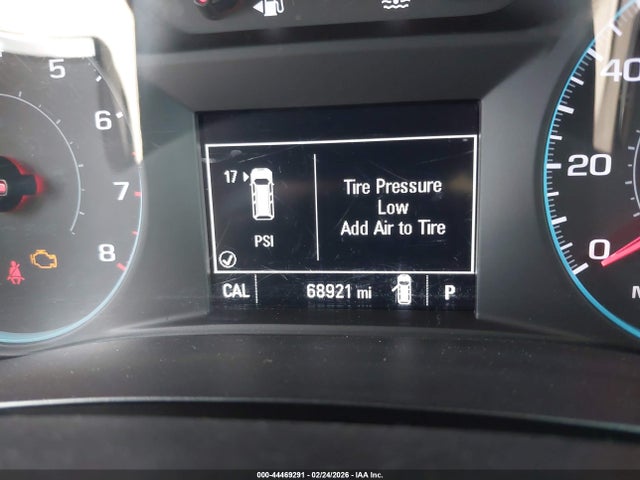 5
6
7
8
40
20
0
17
PSI
Tire Pressure
Low
Add Air to Tire
CAL
68921 mi
P
000-44469291 - 02/24/2026 - IAA Inc.